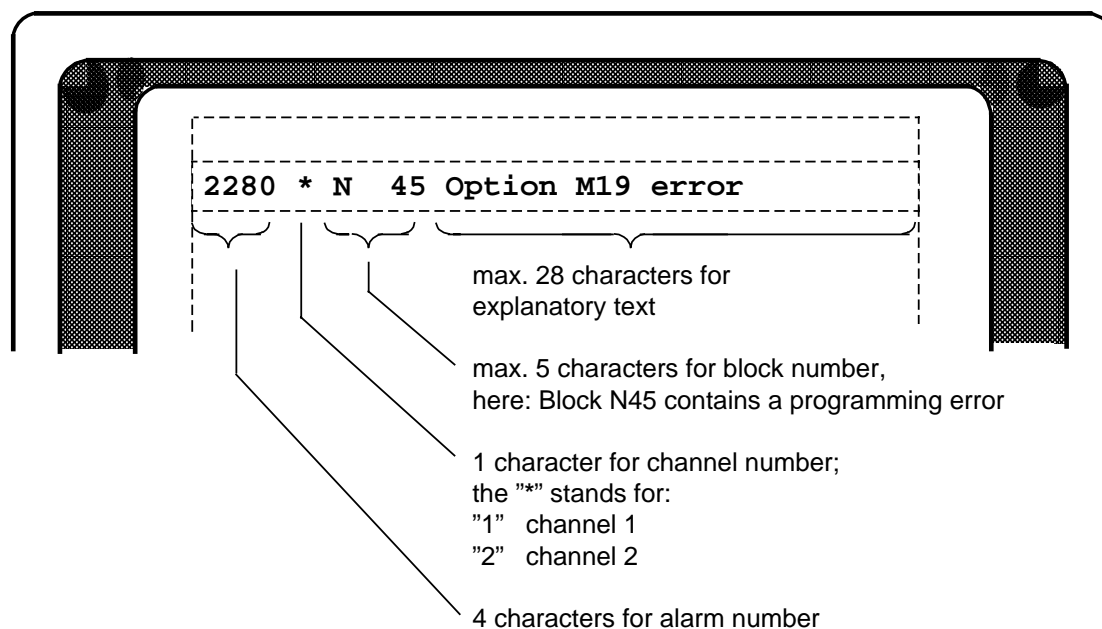 2280 * N  45 Option M19 error
max. 28 characters for
explanatory text
max. 5 characters for block number,
here: Block N45 contains a programming error
1 character for channel number;
the ”*” stands for:
”1”  channel 1
”2”  channel 2
4 characters for alarm number